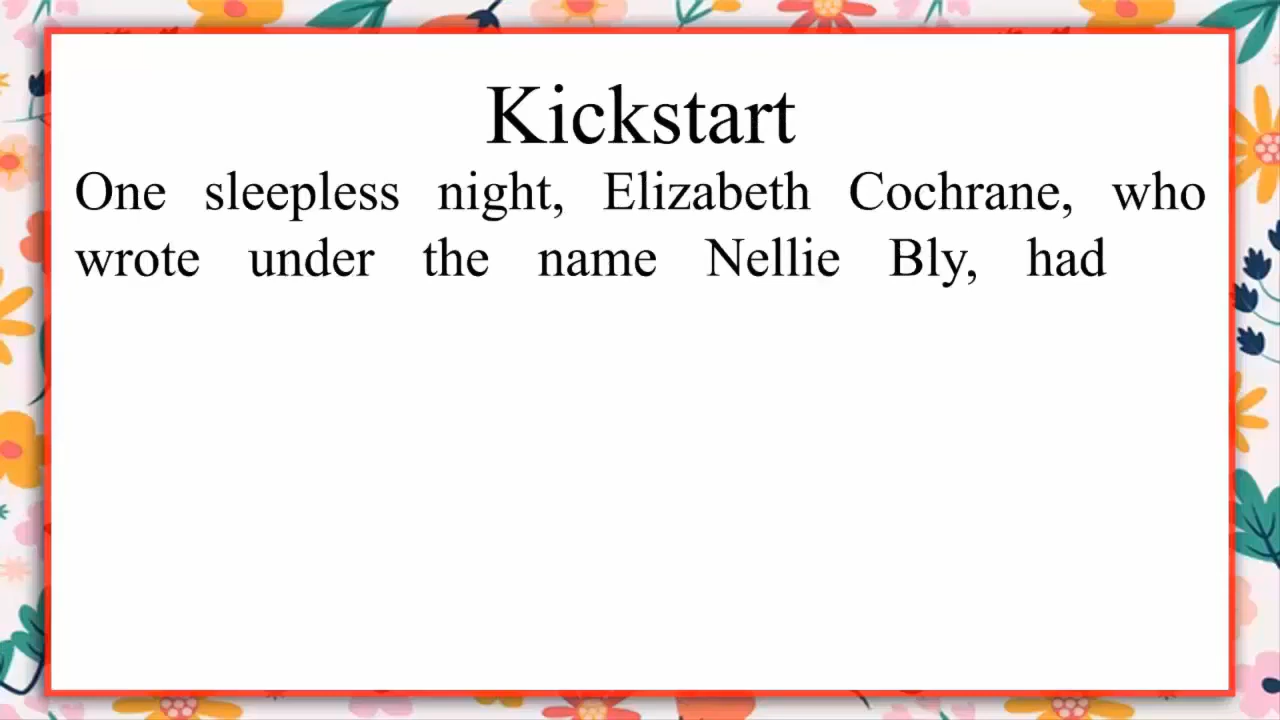 Kickstart
One sleepless night, Elizabeth Cochrane, who
wrote under the name Nellie Bly, had